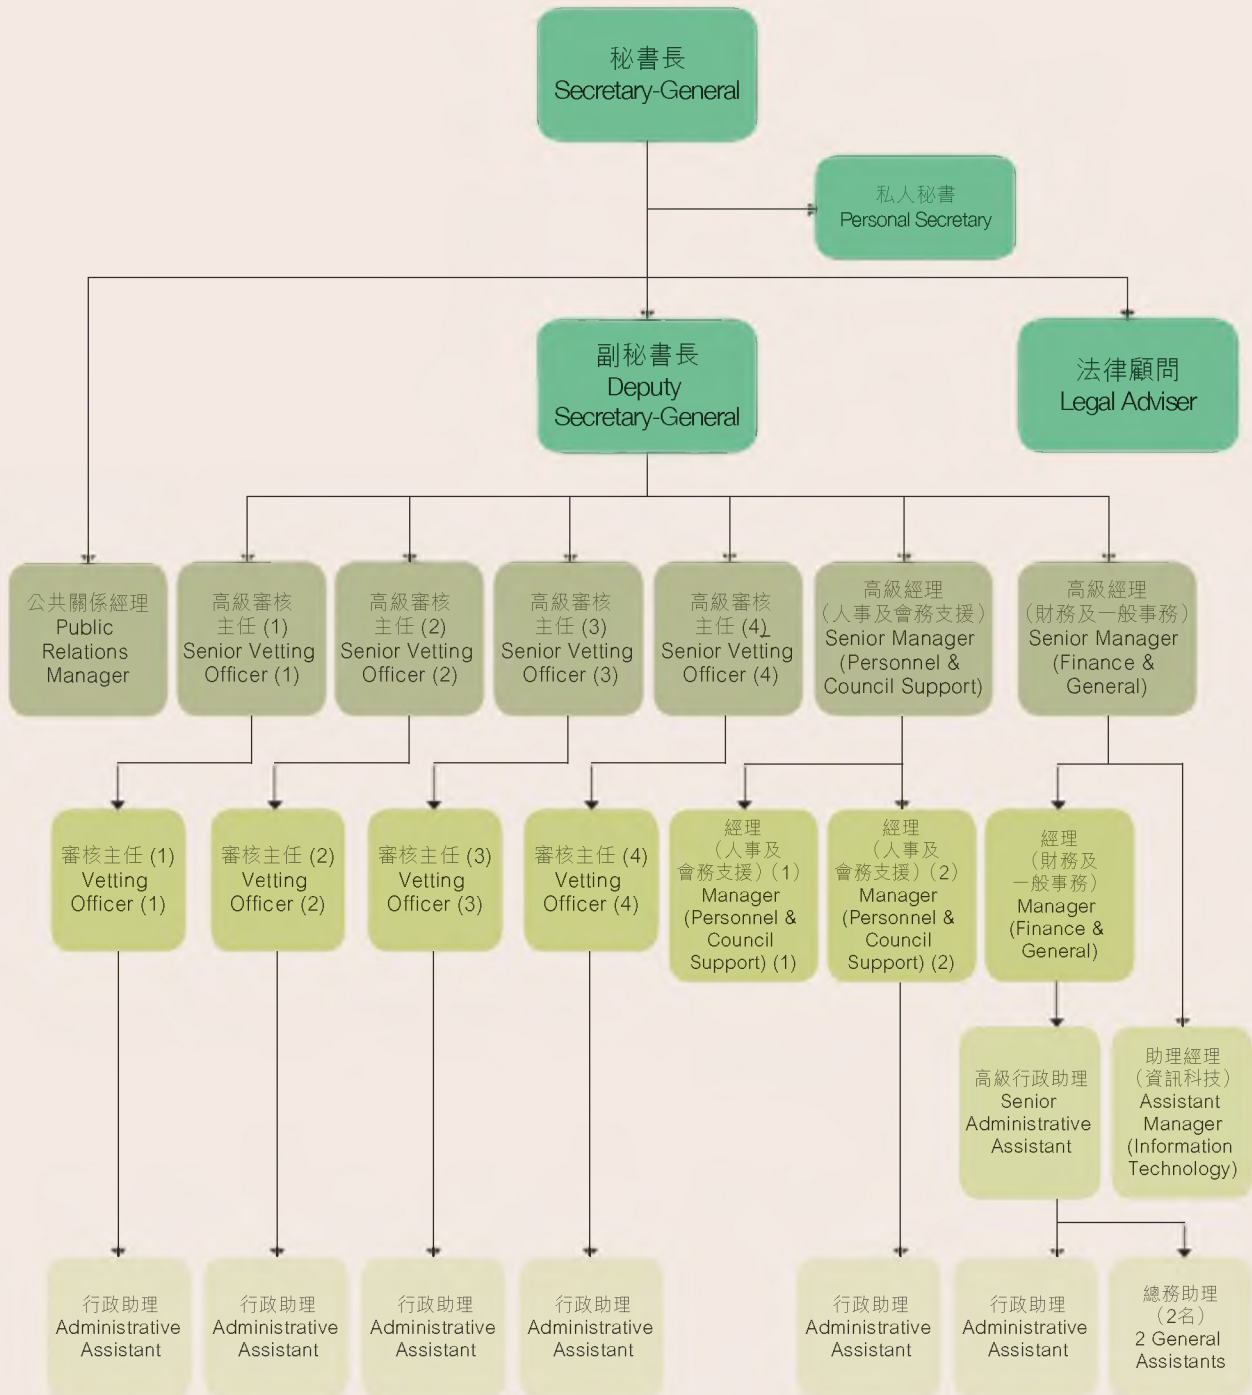 秘書長
Secretary-General
私人秘書
Personal Secretary
副秘書長
Deputy
Secretary-General
法律顧問
Legal Adviser
公共關係經理
Public
Relations
Manager
高級審核
主任 (1)
Senior Vetting
Officer (1)
高級審核
主任 (2)
Senior Vetting
Officer (2)
高級審核
主任 (3)
Senior Vetting
Officer (3)
高級審核
主任 (4)
Senior Vetting
Officer (4)
高級經理
（人事及會務支援）
Senior Manager
(Personnel &
Council Support)
高級經理
（財務及一般事務）
Senior Manager
(Finance &
General)
審核主任 (1)
Vetting
Officer (1)
審核主任 (2)
Vetting
Officer (2)
審核主任 (3)
Vetting
Officer (3)
審核主任 (4)
Vetting
Officer (4)
經理
（人事及
會務支援）(1)
Manager
(Personnel &
Council
Support) (1)
經理
（人事及
會務支援）(2)
Manager
(Personnel &
Council
Support) (2)
經理
（財務及
一般事務）
Manager
(Finance &
General)
高級行政助理
Senior
Administrative
Assistant
助理經理
（資訊科技）
Assistant
Manager
(Information
Technology)
行政助理
Administrative
Assistant
行政助理
Administrative
Assistant
行政助理
Administrative
Assistant
行政助理
Administrative
Assistant
行政助理
Administrative
Assistant
行政助理
Administrative
Assistant
總務助理
（2名）
2 General
Assistants